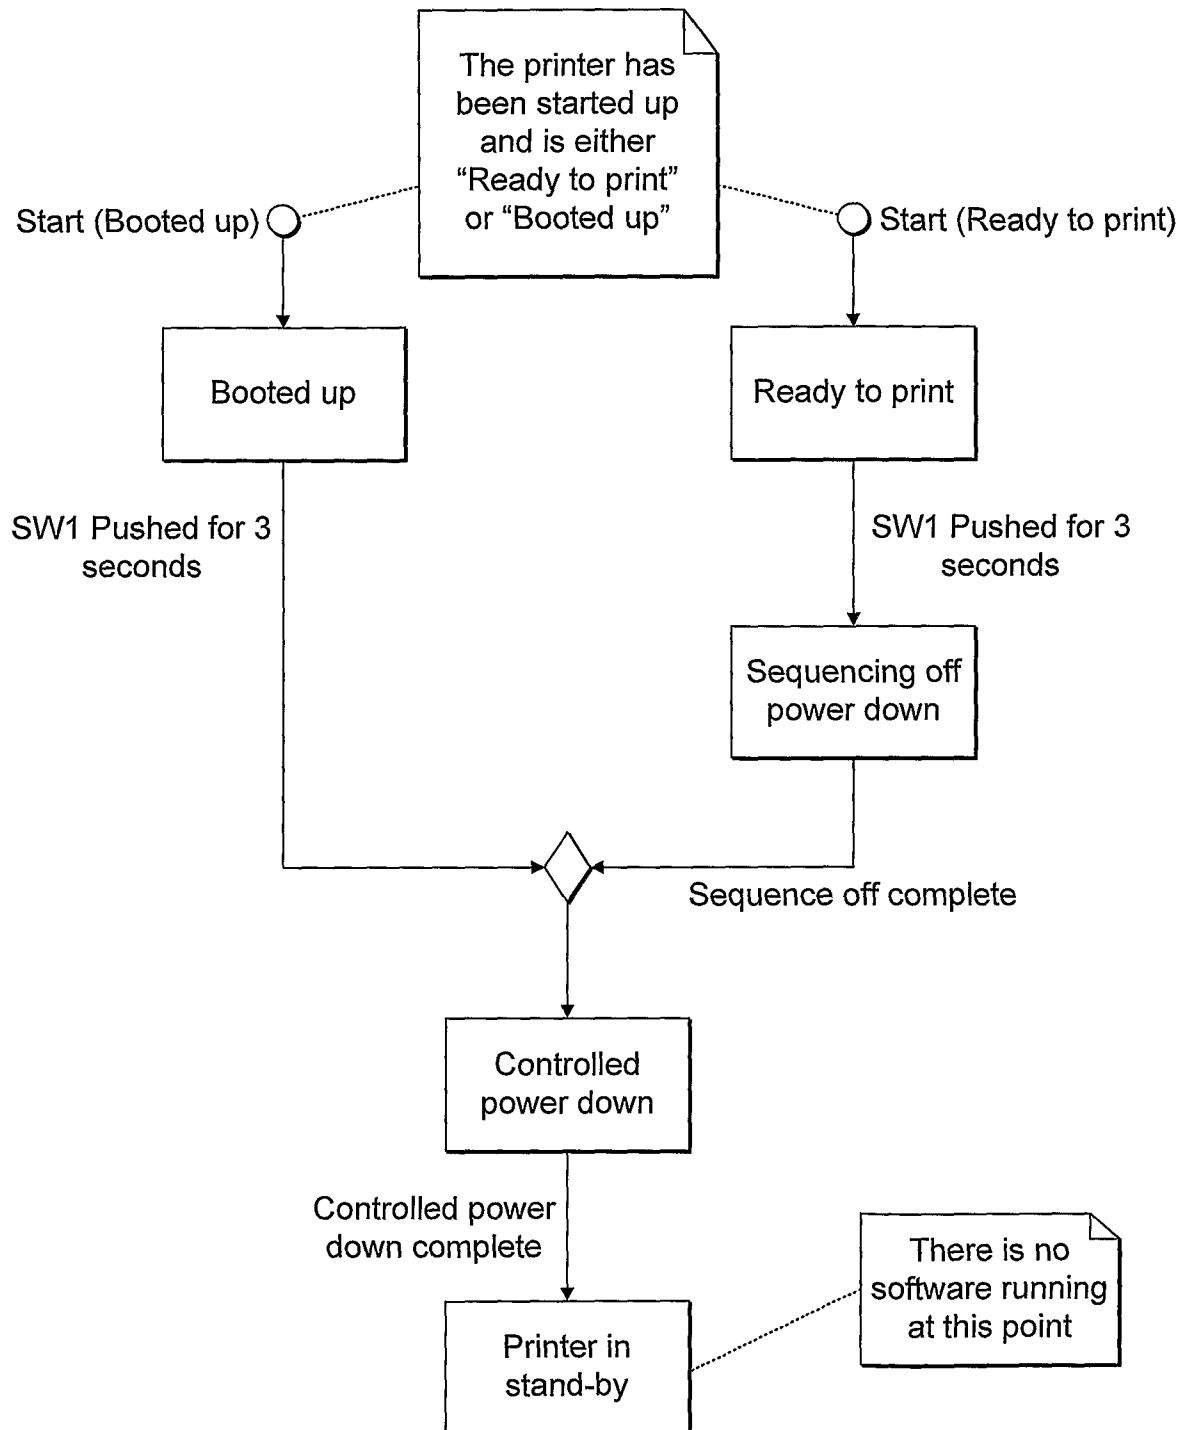 The printer has
been started up
and is either
“Ready to print”
or “Booted up”
Start (Booted up)
Start (Ready to print)
Booted up
Ready to print
SW1 Pushed for 3
seconds
SW1 Pushed for 3
seconds
Sequencing off
power down
Sequence off complete
Controlled
power down
Controlled power
down complete
There is no
software running
at this point
Printer in
stand-by